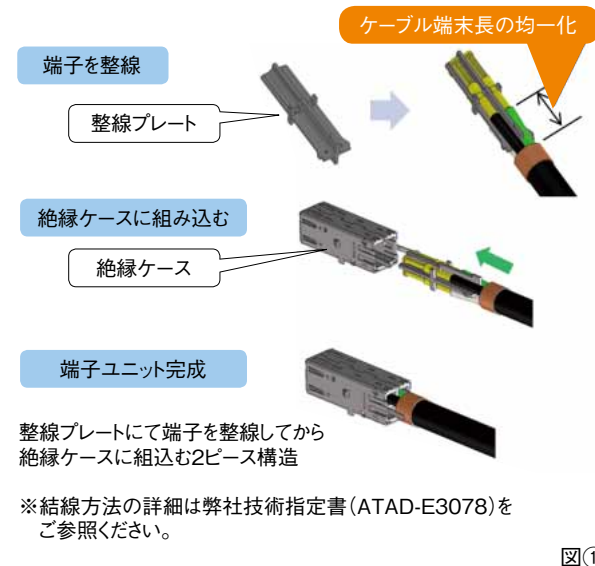 ケーブル端末長の均一化
端子を整線
整線プレート
絶縁ケースに組み込む
絶縁ケース
端子ユニット完成
整線プレートにて端子を整線してから
絶縁ケースに組込む2ピース構造
※結線方法の詳細は弊社技術指定書（ATAD-E3078）を
ご参照ください。
図①